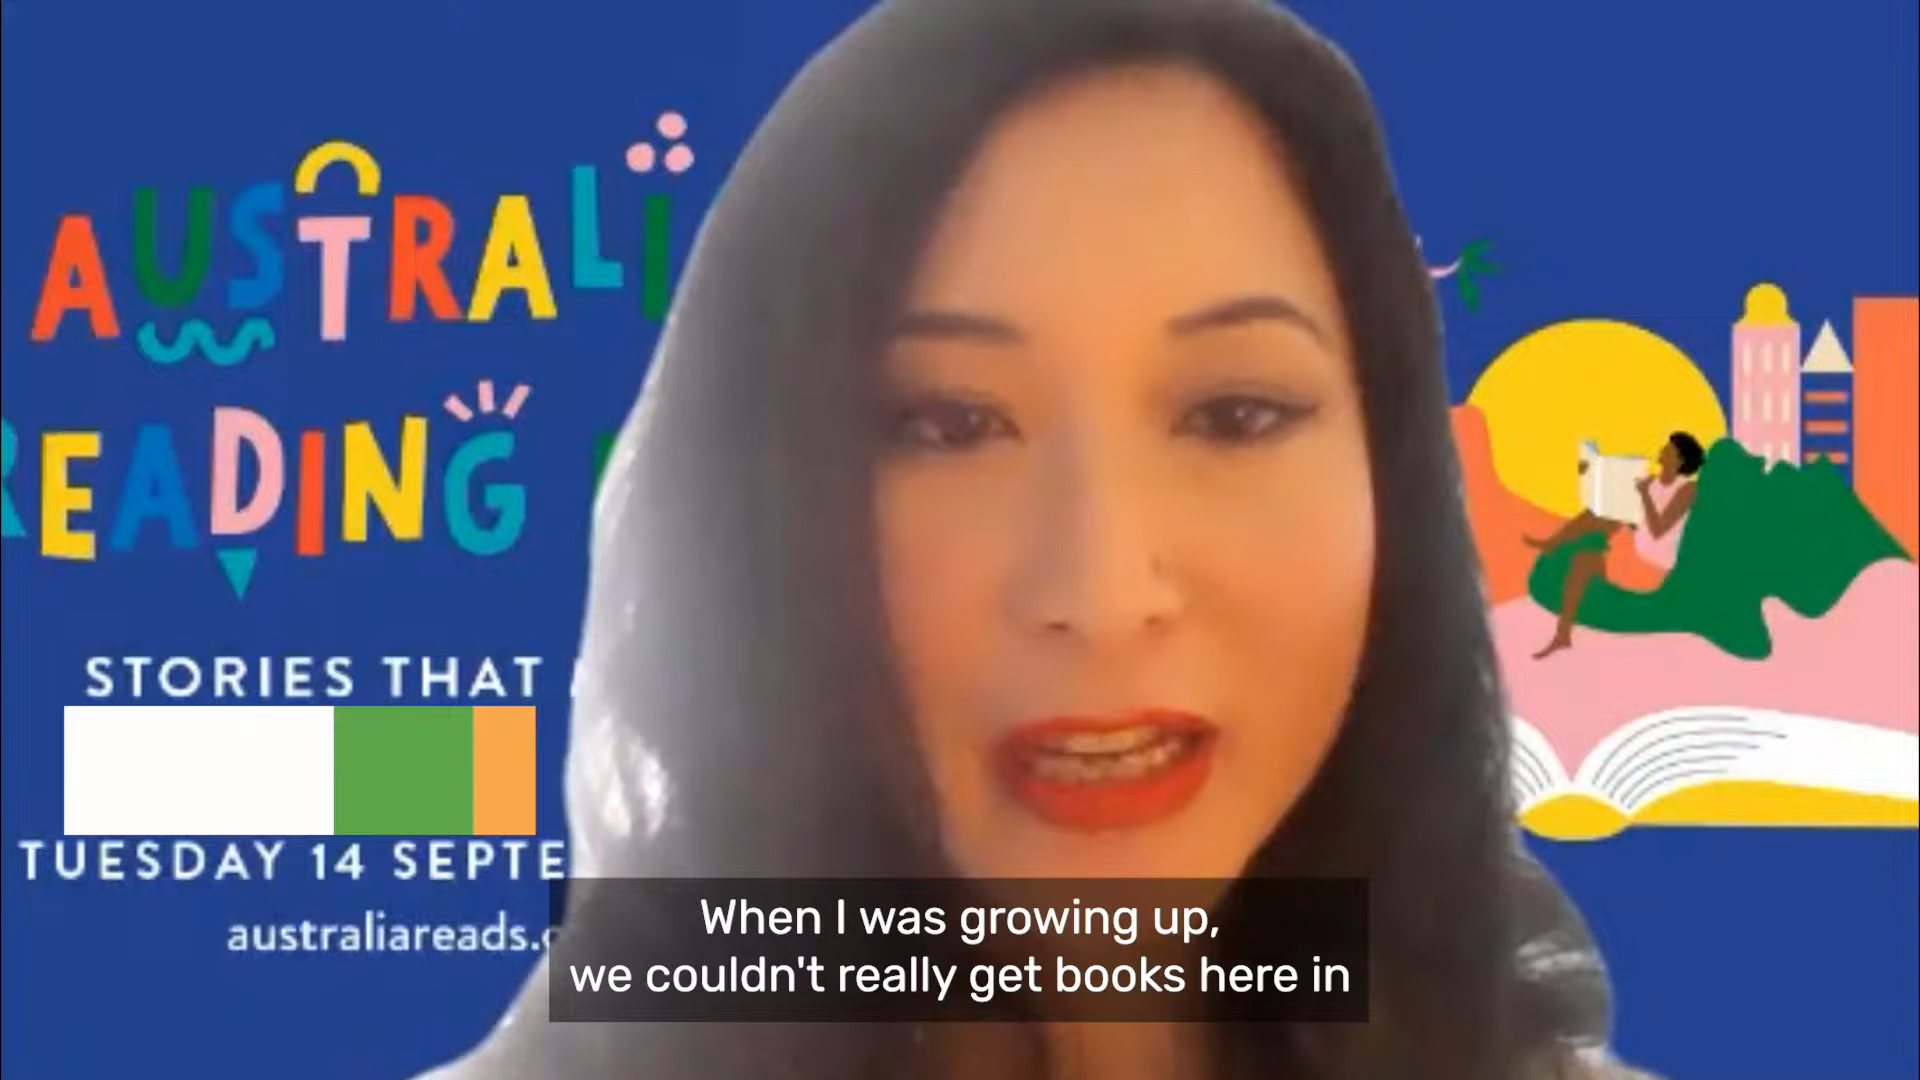 AUSTRALI
READING
STORIES THAT
TUESDAY 14 SEPTE
australiareads.
When I was growing up,
we couldn't really get books here in